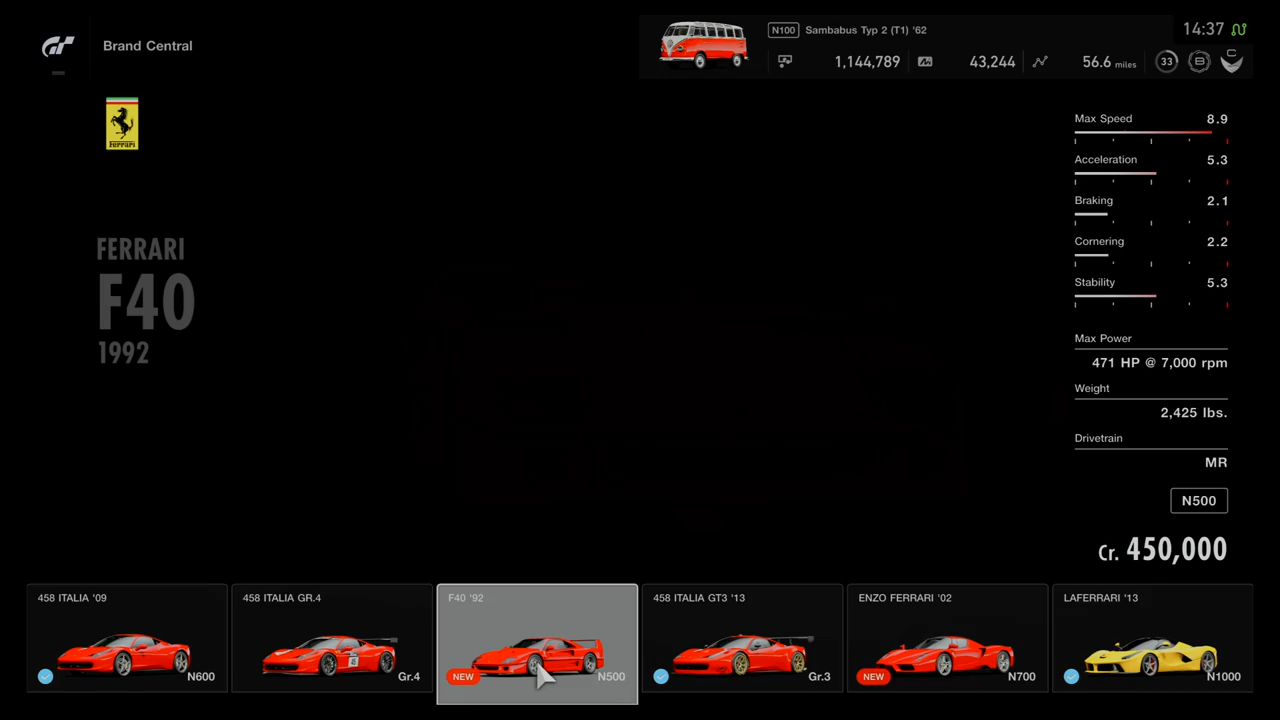 Brand Central
N100 Sambabus Typ 2 (T1) '62
14:37
1,144,789
43,244
56.6 miles
33
B
C
Ferrari
FERRARI
F40
1992
Max Speed 8.9
Acceleration 5.3
Braking 2.1
Cornering 2.2
Stability 5.3
Max Power
471 HP @ 7,000 rpm
Weight
2,425 lbs.
Drivetrain
MR
N500
Cr. 450,000
458 ITALIA '09
N600
458 ITALIA GR.4
Gr.4
F40 '92
NEW
N500
458 ITALIA GT3 '13
Gr.3
ENZO FERRARI '02
NEW
N700
LAFERRARI '13
N1000